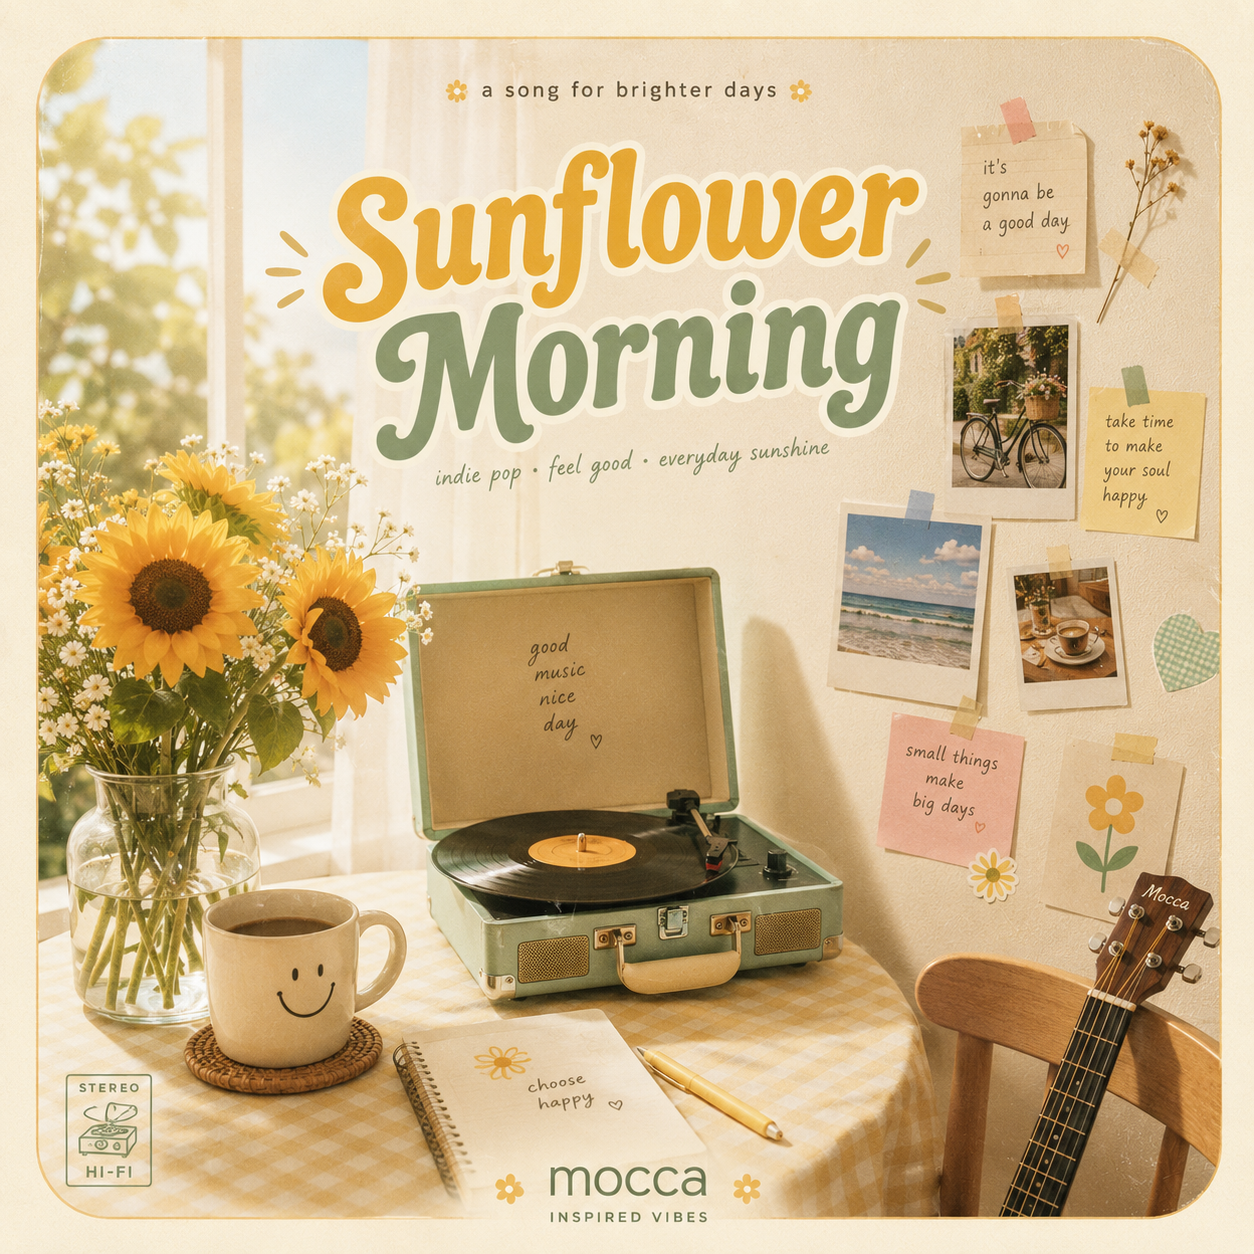 a song for brighter days
Sunflower
Morning
indie pop • feel good • everyday sunshine
it's
gonna be
a good day
take time
to make
your soul
happy
good
music
nice
day
small things
make
big days
Mocca
choose
happy
STEREO
HI-FI
mocca
INSPIRED VIBES